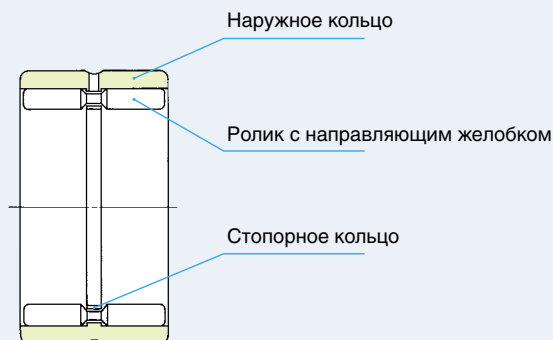 Наружное кольцо
Ролик с направляющим желобком
Стопорное кольцо